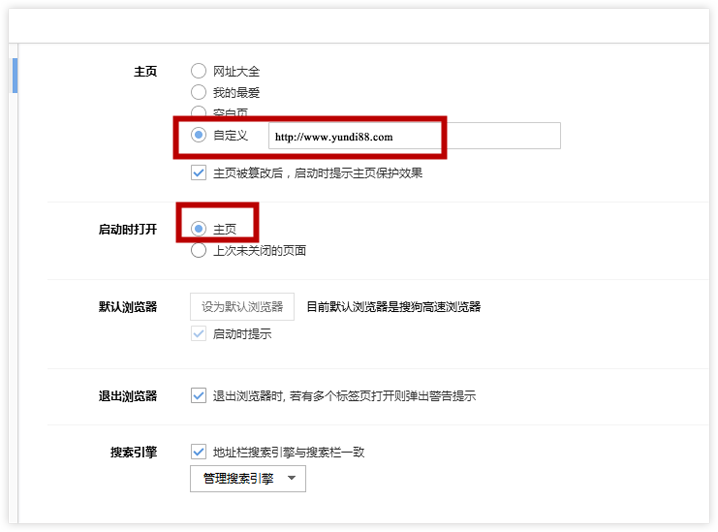 主页
网址大全
我的最爱
空白页
自定义 http://www.yundi88.com
主页被篡改后，启动时提示主页保护效果
启动时打开
主页
上次未关闭的页面
默认浏览器
设为默认浏览器 目前默认浏览器是搜狗高速浏览器
启动时提示
退出浏览器
退出浏览器时, 若有多个标签页打开则弹出警告提示
搜索引擎
地址栏搜索引擎与搜索栏一致
管理搜索引擎